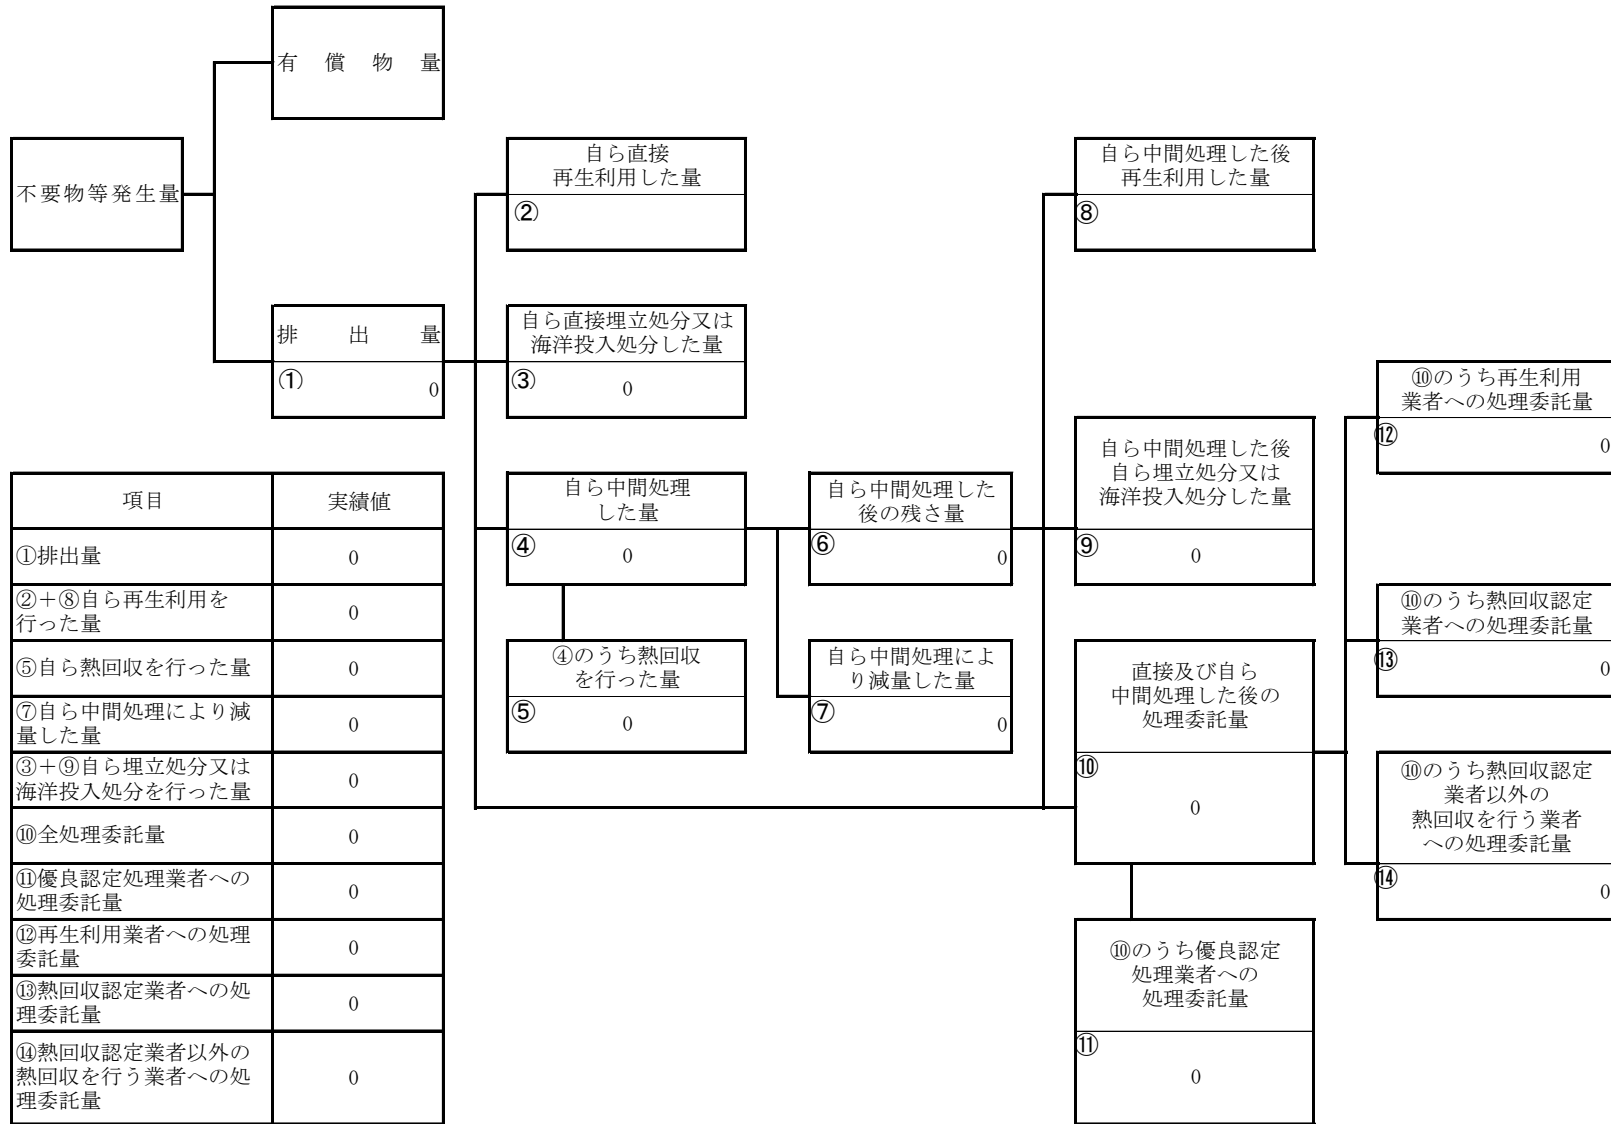 有償物量
不要物等発生量
排出量
①
0
自ら直接
再生利用した量
②
自ら直接埋立処分又は
海洋投入処分した量
③
0
自ら中間処理
した量
④
0
④のうち熱回収
を行った量
⑤
0
自ら中間処理した
後の残さ量
⑥
0
自ら中間処理によ
り減量した量
⑦
0
自ら中間処理した後
再生利用した量
⑧
自ら中間処理した後
自ら埋立処分又は
海洋投入処分した量
⑨
0
直接及び自ら
中間処理した後の
処理委託量
⑩
0
⑩のうち優良認定
処理業者への
処理委託量
⑪
0
⑩のうち再生利用
業者への処理委託量
⑫
0
⑩のうち熱回収認定
業者への処理委託量
⑬
0
⑩のうち熱回収認定
業者以外の
熱回収を行う業者
への処理委託量
⑭
0
項目 実績値
①排出量 0
②＋⑧自ら再生利用を
行った量 0
⑤自ら熱回収を行った量 0
⑦自ら中間処理により減
量した量 0
③＋⑨自ら埋立処分又は
海洋投入処分を行った量 0
⑩全処理委託量 0
⑪優良認定処理業者への
処理委託量 0
⑫再生利用業者への処理
委託量 0
⑬熱回収認定業者への処
理委託量 0
⑭熱回収認定業者以外の
熱回収を行う業者への処
理委託量 0